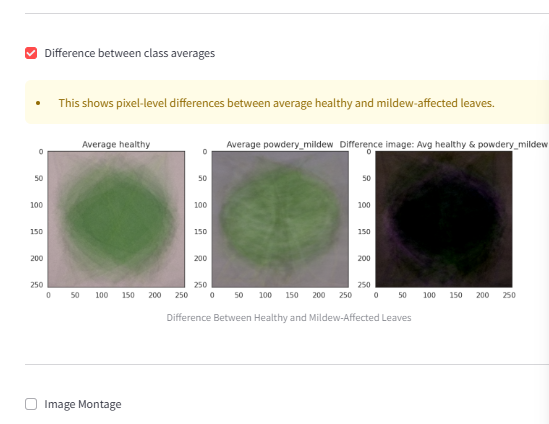 Difference between class averages
• This shows pixel-level differences between average healthy and mildew-affected leaves.
Average healthy
0
50
100
150
200
250
0 50 100 150 200 250
Average powdery_mildew
0
50
100
150
200
250
0 50 100 150 200 250
Difference image: Avg healthy & powdery_mildew
0
50
100
150
200
250
0 50 100 150 200 250
Difference Between Healthy and Mildew-Affected Leaves
Image Montage